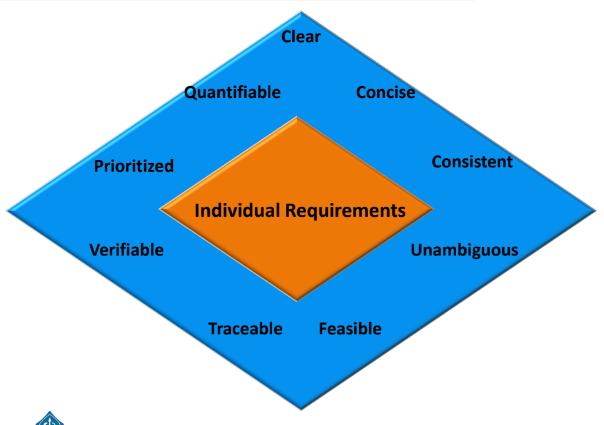 Clear
Quantifiable Concise
Prioritized Consistent
Individual Requirements
Verifiable Unambiguous
Traceable Feasible